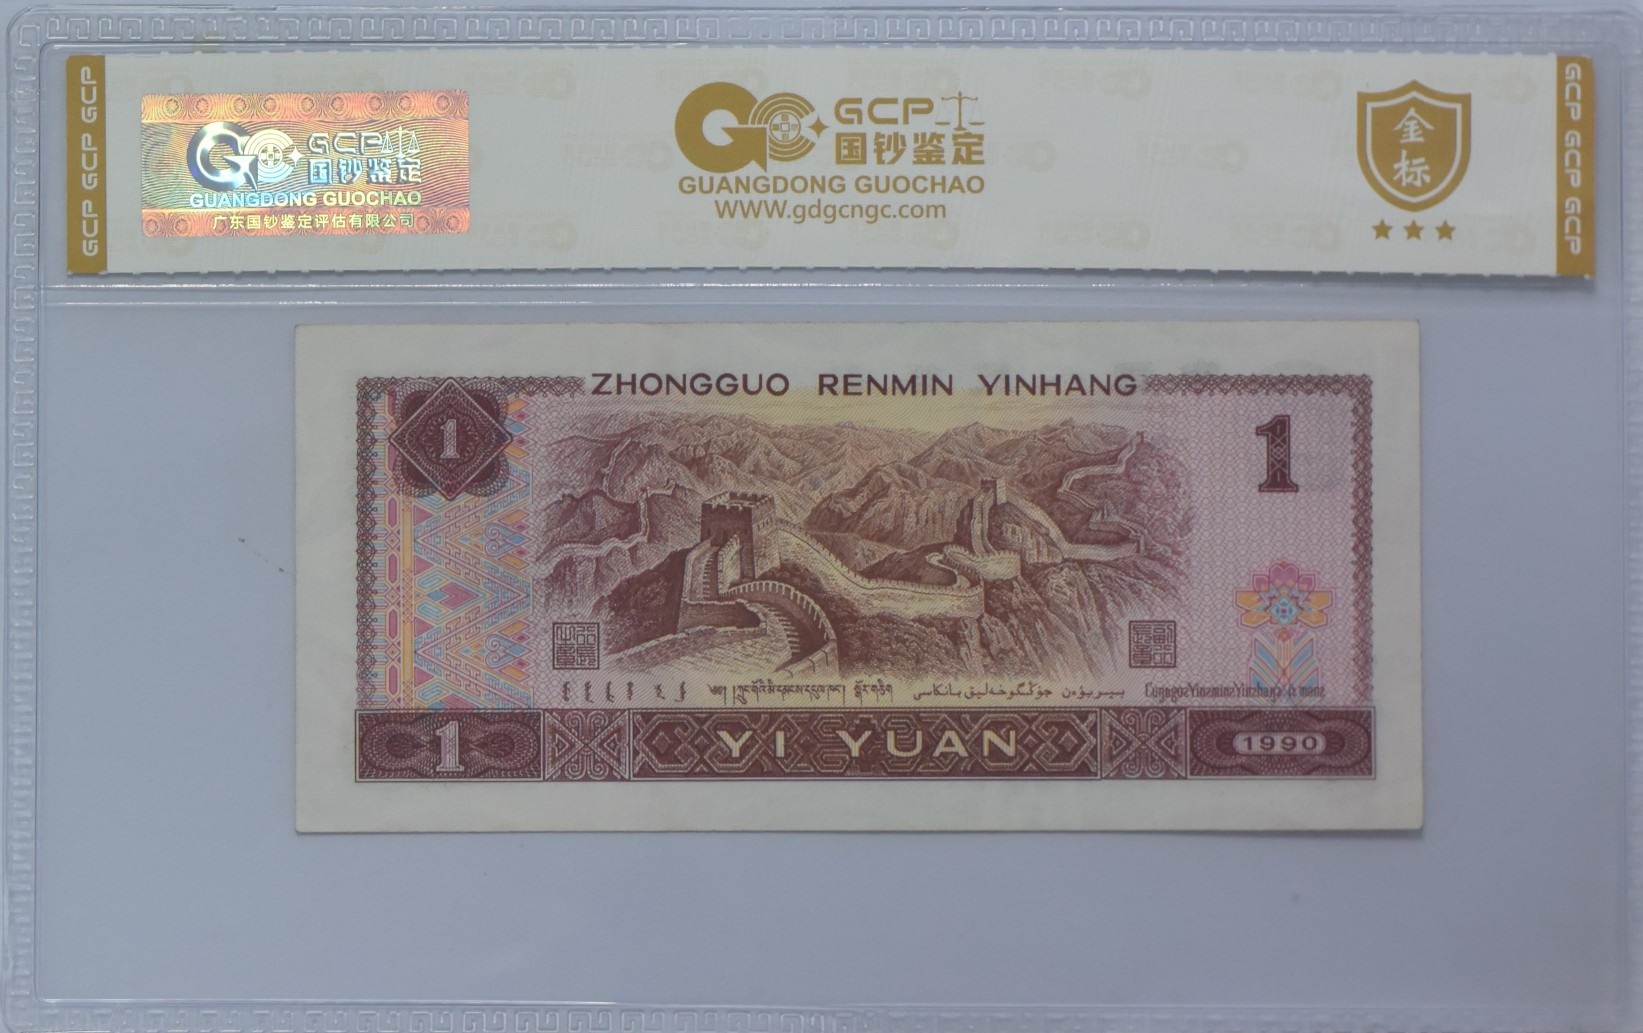 GCP GCP GCP
GCP
国钞鉴定
GUANGDONG GUOCHAO
广东国钞鉴定评估有限公司
GCP
国钞鉴定
GUANGDONG GUOCHAO
WWW.gdgcngc.com
金标
GCP GCP GCP
ZHONGGUO RENMIN YINHANG
1
1
1
YI YUAN
1990